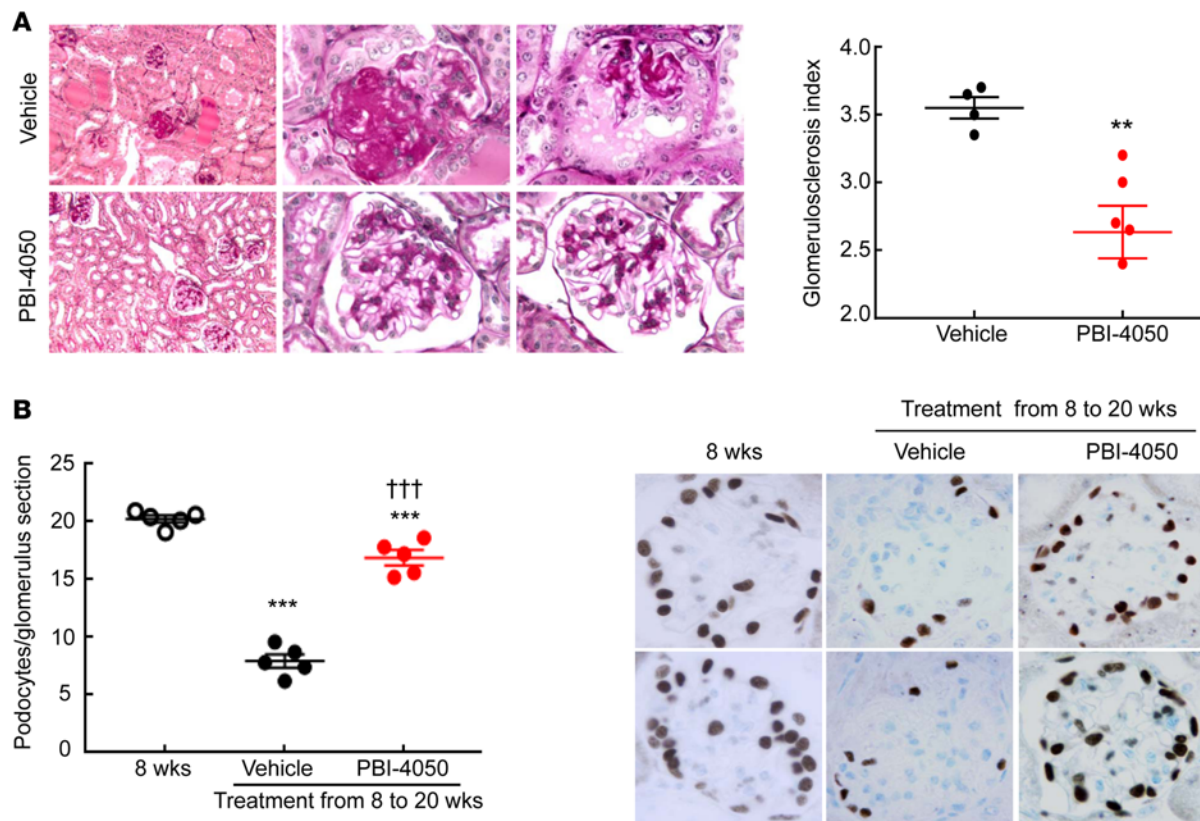 A
Vehicle
PBI-4050
Glomerulosclerosis index
4.0
3.5
3.0
2.5
2.0
**
Vehicle
PBI-4050
B
Podocytes/glomerulus section
25
20
15
10
5
0
***
†††
***
8 wks
Vehicle
PBI-4050
Treatment from 8 to 20 wks
Treatment from 8 to 20 wks
8 wks
Vehicle
PBI-4050